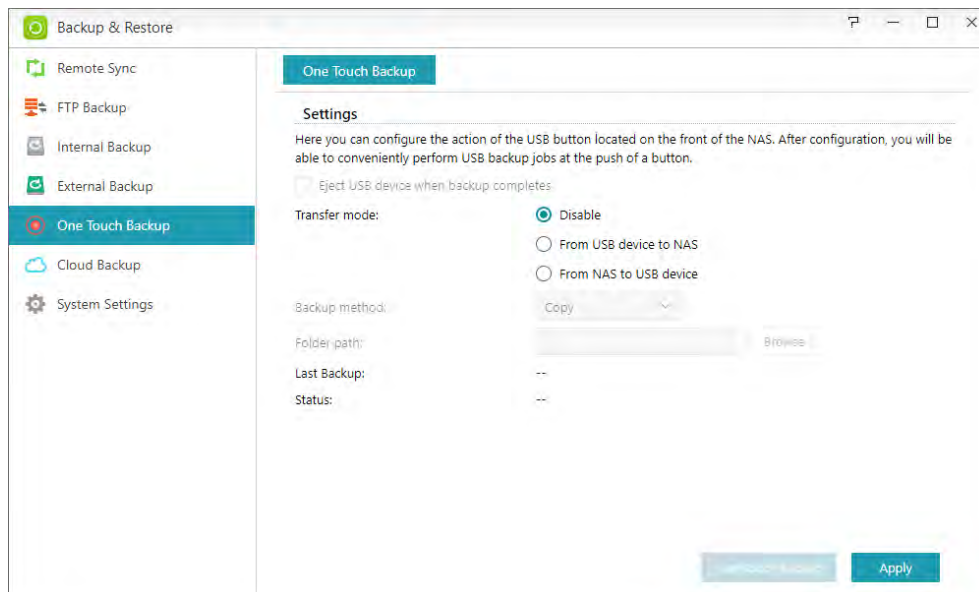 Backup & Restore
Remote Sync
FTP Backup
Internal Backup
External Backup
One Touch Backup
Cloud Backup
System Settings
One Touch Backup
Settings
Here you can configure the action of the USB button located on the front of the NAS. After configuration, you will be
able to conveniently perform USB backup jobs at the push of a button.
Eject USB device when backup completes
Transfer mode:
Disable
From USB device to NAS
From NAS to USB device
Backup method:
Copy
Folder path:
Browse
Last Backup:
--
Status:
--
Apply